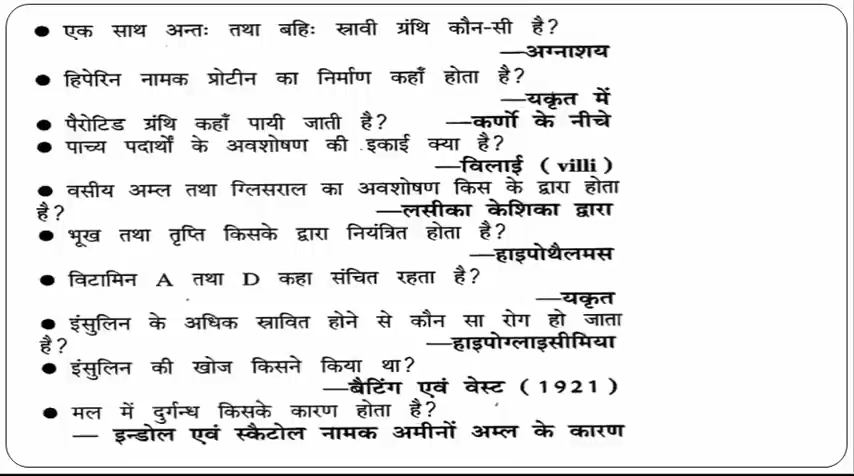 ● एक साथ अन्तः तथा बहिः स्रावी ग्रंथि कौन-सी है?
—अग्नाशय
● हिपेरिन नामक प्रोटीन का निर्माण कहाँ होता है?
—यकृत में
● पैरोटिड ग्रंथि कहाँ पायी जाती है? —कर्णो के नीचे
● पाच्य पदार्थों के अवशोषण की इकाई क्या है?
—विलाई ( villi )
● वसीय अम्ल तथा ग्लिसराल का अवशोषण किस के द्वारा होता
है? —लसीका केशिका द्वारा
● भूख तथा तृप्ति किसके द्वारा नियंत्रित होता है?
—हाइपोथैलमस
● विटामिन A तथा D कहा संचित रहता है?
—यकृत
● इंसुलिन के अधिक स्रावित होने से कौन सा रोग हो जाता
है? —हाइपोग्लाइसीमिया
● इंसुलिन की खोज किसने किया था?
—बैटिंग एवं वेस्ट ( 1921 )
● मल में दुर्गन्ध किसके कारण होता है?
— इन्डोल एवं स्कैटोल नामक अमीनों अम्ल के कारण